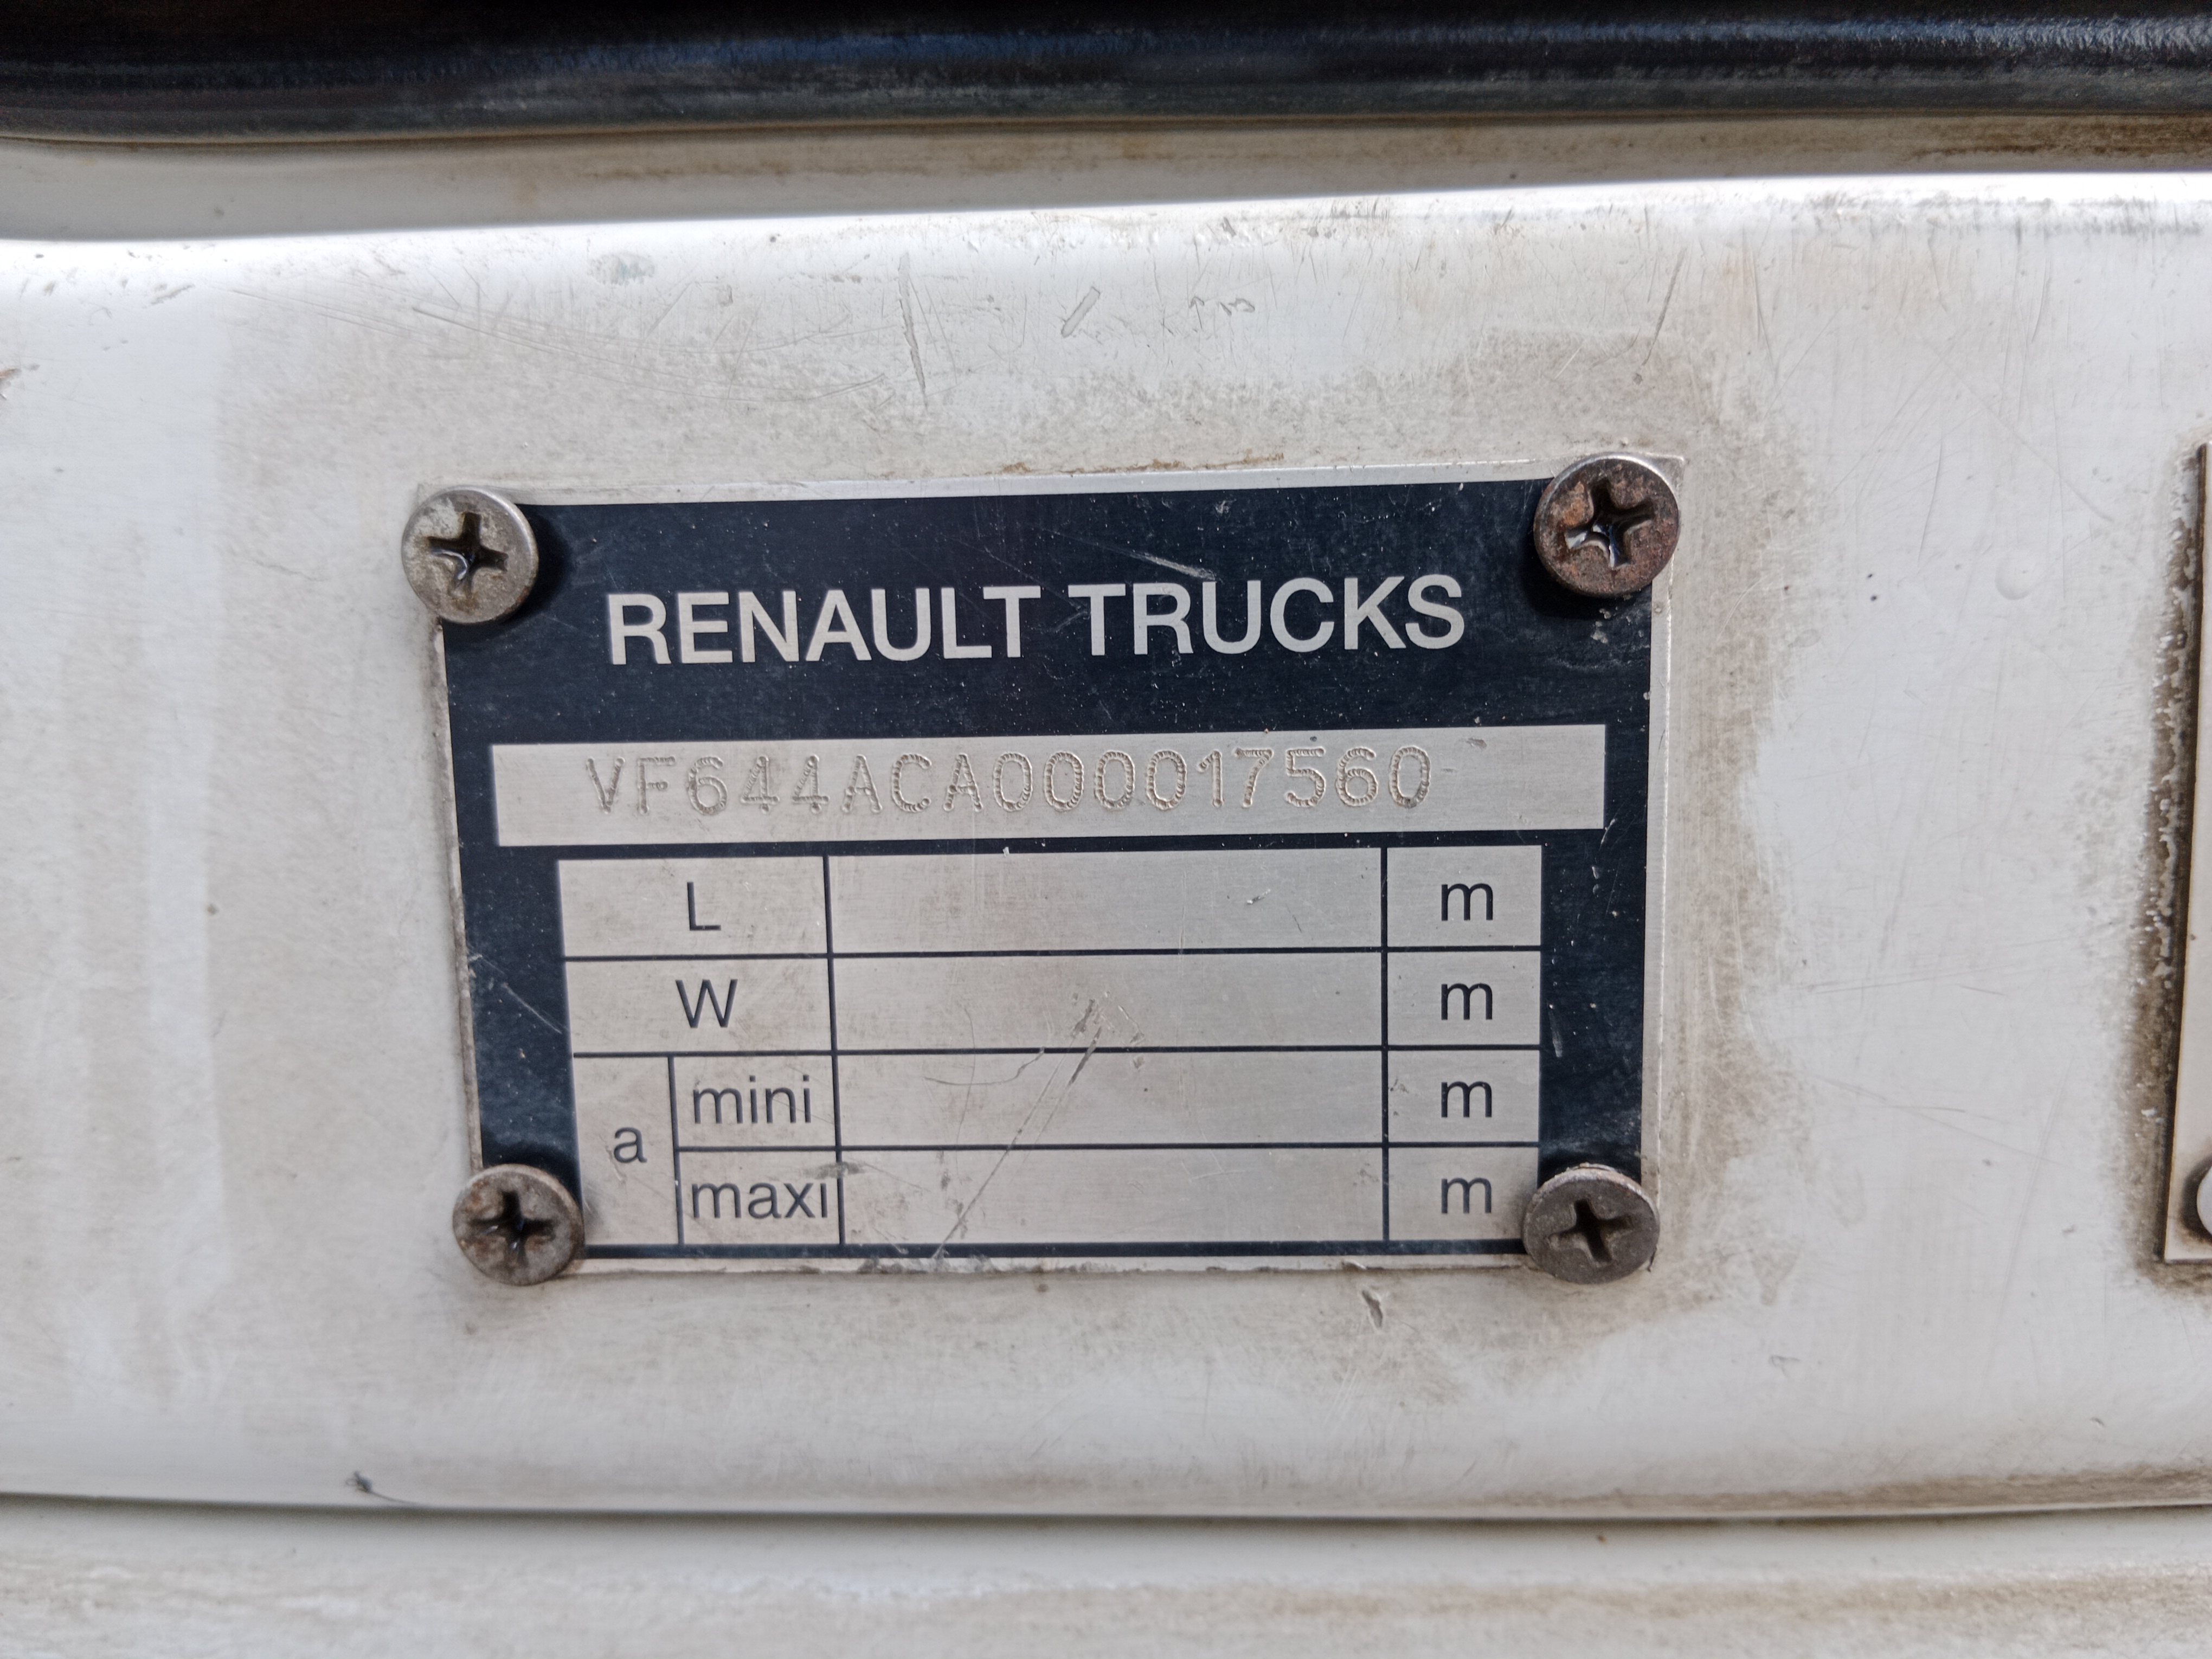 RENAULT TRUCKS
VF644ACA000017560
L m
W m
a mini m
maxi m